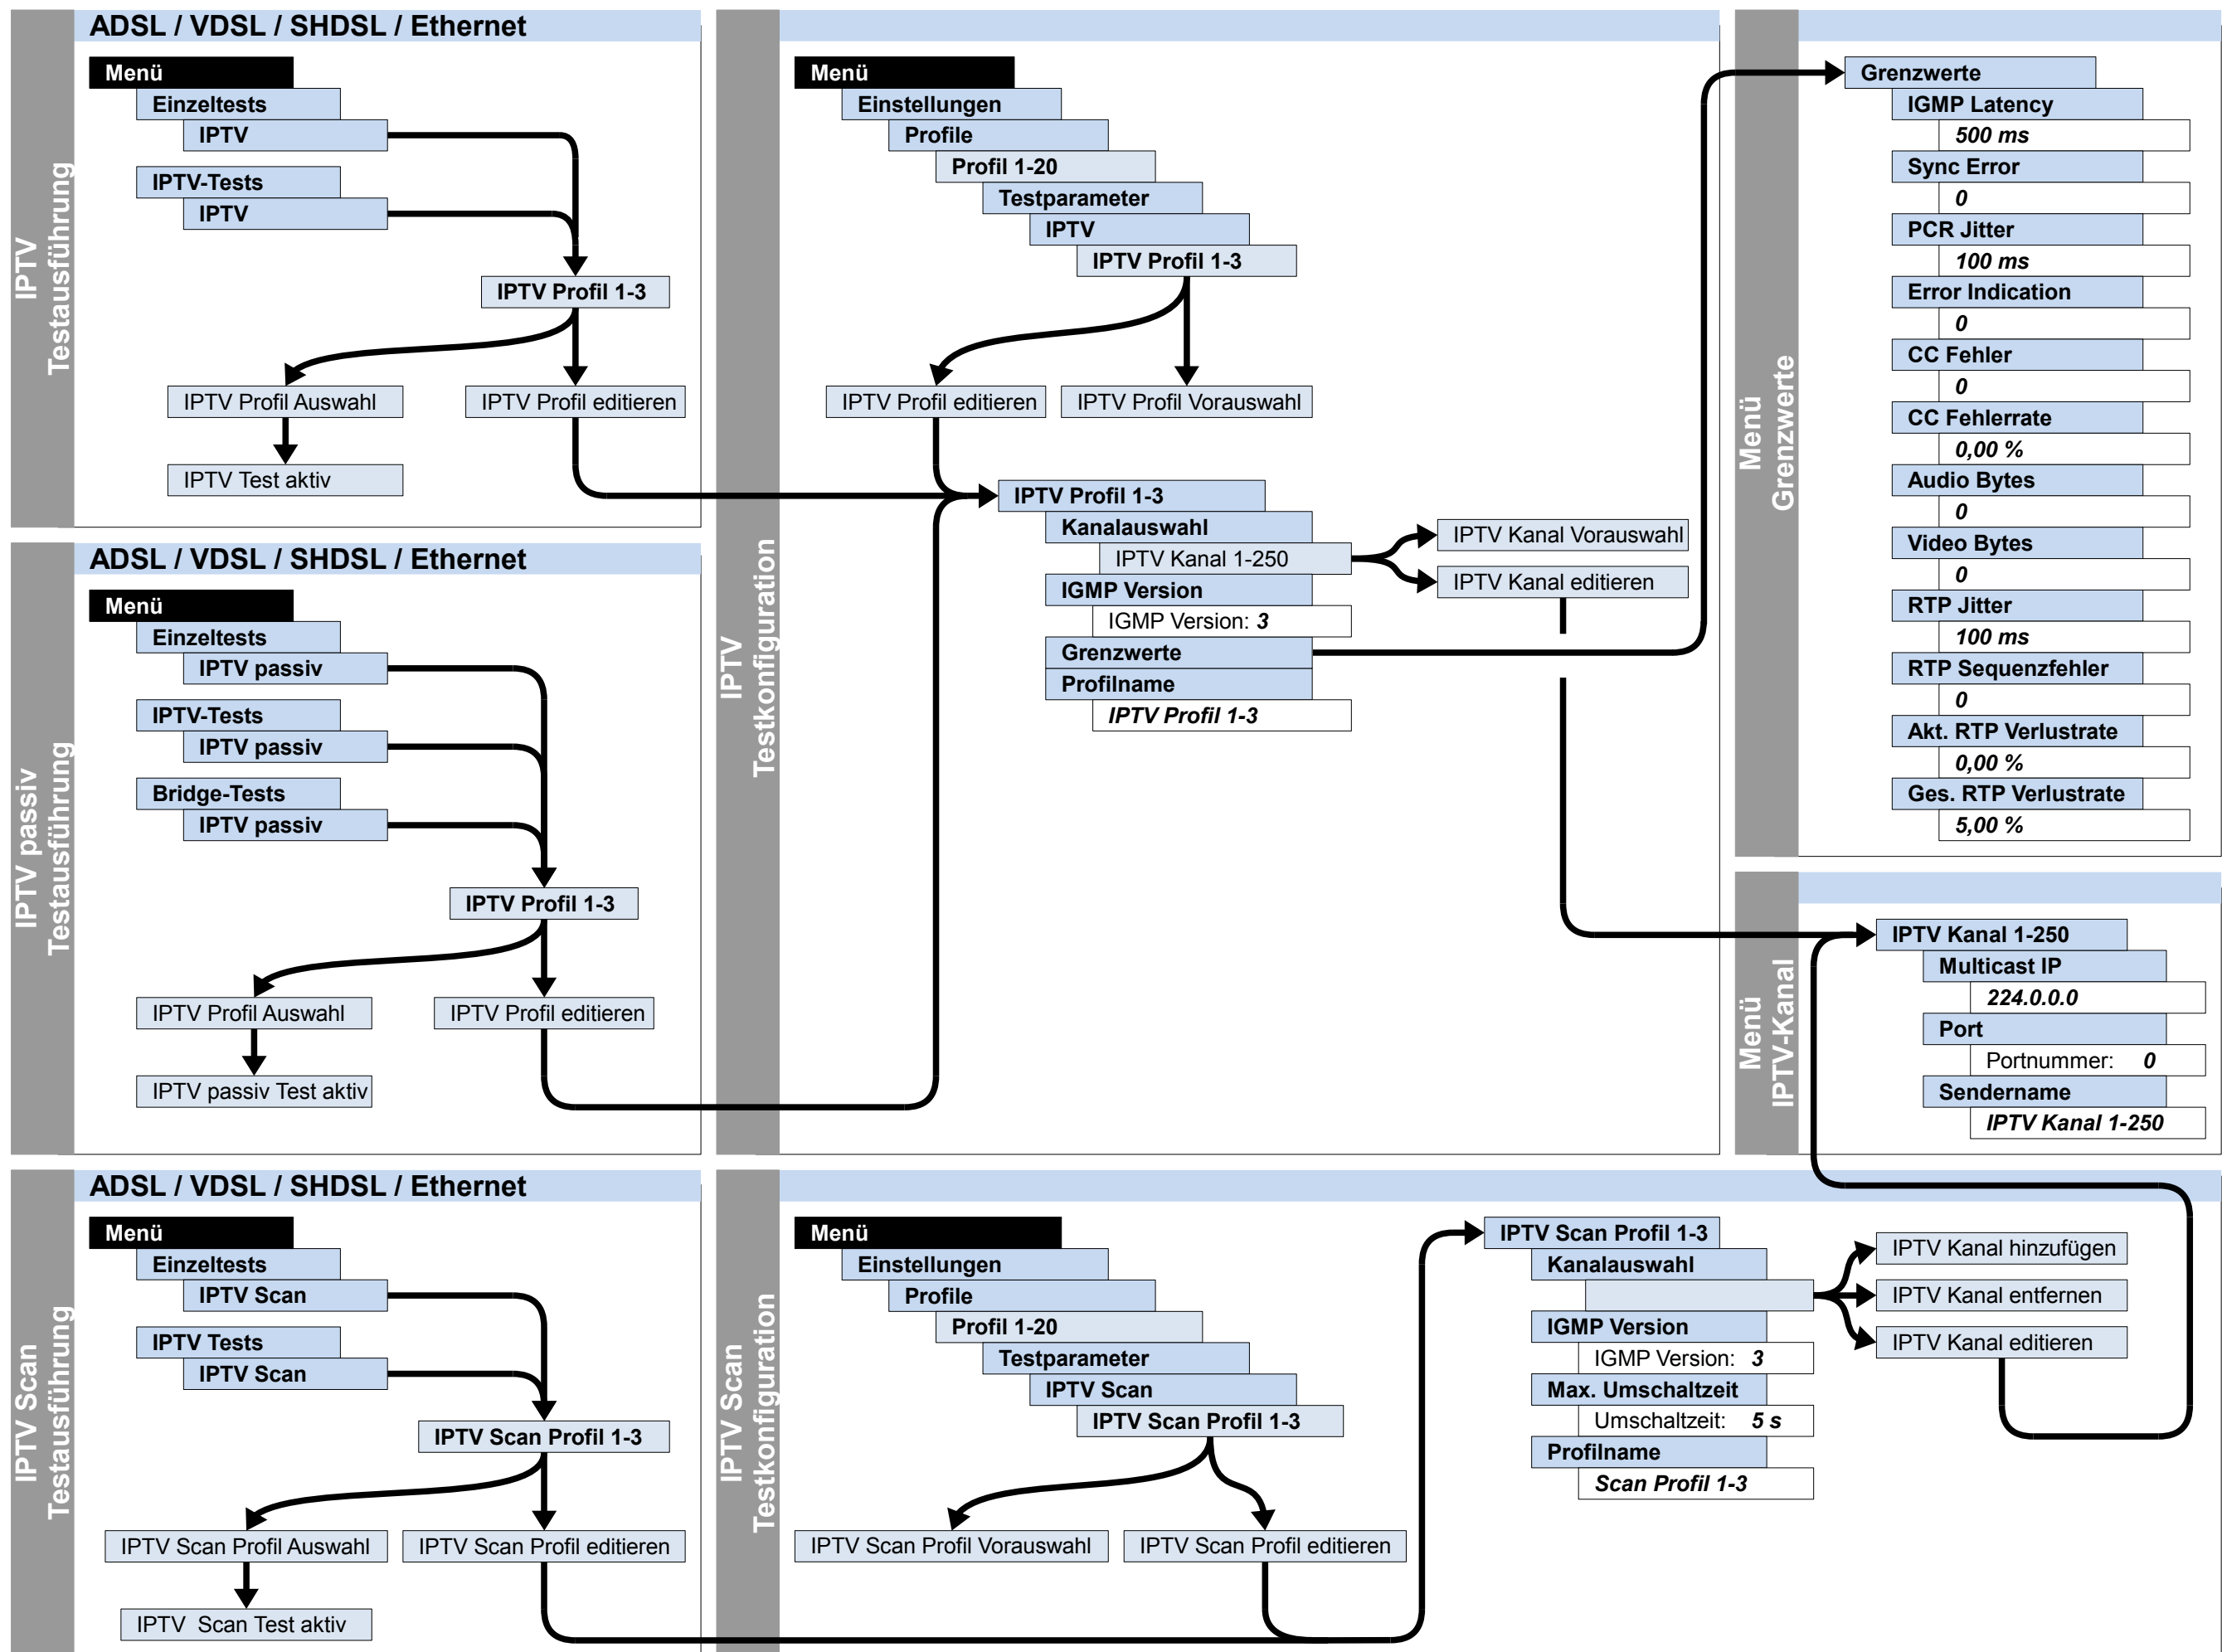 IPTV
Testausführung
ADSL / VDSL / SHDSL / Ethernet
Menü
Einzeltests
IPTV
IPTV-Tests
IPTV
IPTV Profil 1-3
IPTV Profil Auswahl
IPTV Profil editieren
IPTV Test aktiv
IPTV passiv
Testausführung
ADSL / VDSL / SHDSL / Ethernet
Menü
Einzeltests
IPTV passiv
IPTV-Tests
IPTV passiv
Bridge-Tests
IPTV passiv
IPTV Profil 1-3
IPTV Profil Auswahl
IPTV Profil editieren
IPTV passiv Test aktiv
IPTV
Testkonfiguration
Menü
Einstellungen
Profile
Profil 1-20
Testparameter
IPTV
IPTV Profil 1-3
IPTV Profil editieren
IPTV Profil Vorauswahl
IPTV Profil 1-3
Kanalauswahl
IPTV Kanal 1-250
IPTV Kanal Vorauswahl
IPTV Kanal editieren
IGMP Version
IGMP Version: 3
Grenzwerte
Profilname
IPTV Profil 1-3
Menü
Grenzwerte
Grenzwerte
IGMP Latency
500 ms
Sync Error
0
PCR Jitter
100 ms
Error Indication
0
CC Fehler
0
CC Fehlerrate
0,00 %
Audio Bytes
0
Video Bytes
0
RTP Jitter
100 ms
RTP Sequenzfehler
0
Akt. RTP Verlustrate
0,00 %
Ges. RTP Verlustrate
5,00 %
Menü
IPTV-Kanal
IPTV Kanal 1-250
Multicast IP
224.0.0.0
Port
Portnummer: 0
Sendername
IPTV Kanal 1-250
IPTV Scan
Testausführung
ADSL / VDSL / SHDSL / Ethernet
Menü
Einzeltests
IPTV Scan
IPTV Tests
IPTV Scan
IPTV Scan Profil 1-3
IPTV Scan Profil Auswahl
IPTV Scan Profil editieren
IPTV Scan Test aktiv
IPTV Scan
Testkonfiguration
Menü
Einstellungen
Profile
Profil 1-20
Testparameter
IPTV Scan
IPTV Scan Profil 1-3
IPTV Scan Profil Vorauswahl
IPTV Scan Profil editieren
IPTV Scan Profil 1-3
Kanalauswahl
IGMP Version
IGMP Version: 3
Max. Umschaltzeit
Umschaltzeit: 5 s
Profilname
Scan Profil 1-3
IPTV Kanal hinzufügen
IPTV Kanal entfernen
IPTV Kanal editieren